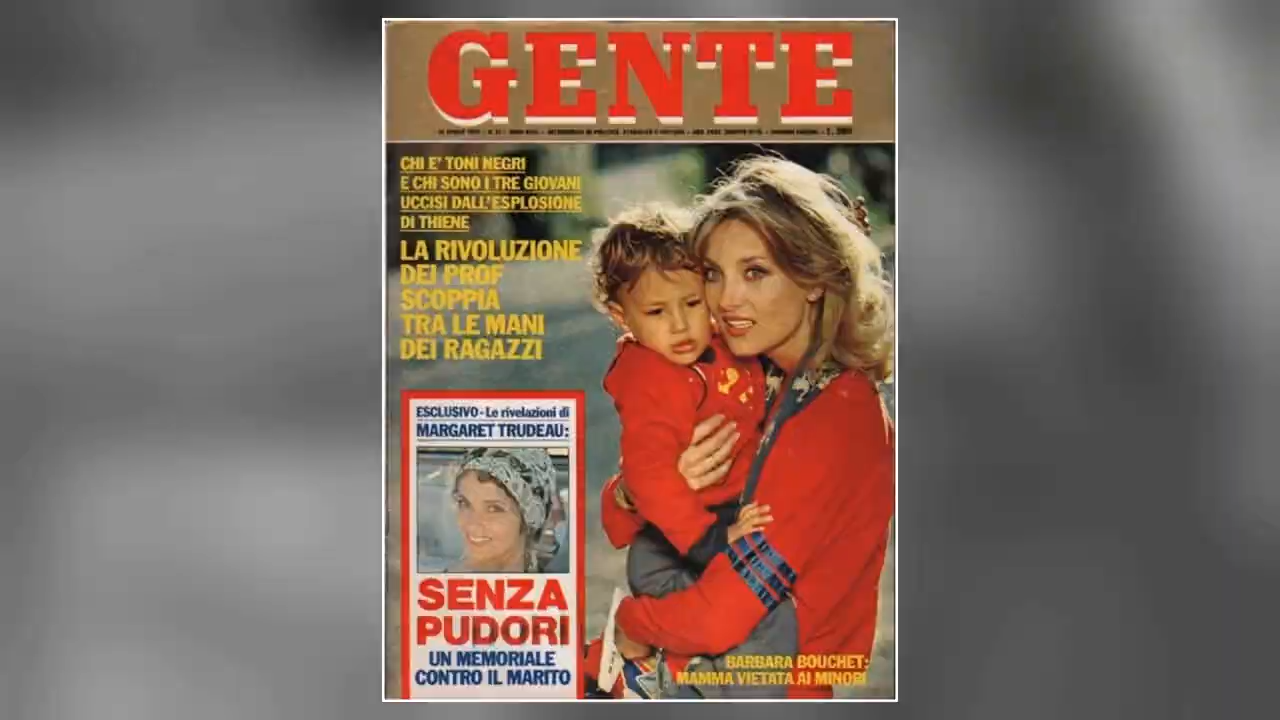 GENTE
CHI E' TONI NEGRI
E CHI SONO I TRE GIOVANI
UCCISI DALL'ESPLOSIONE
DI THIENE
LA RIVOLUZIONE
DEI PROF
SCOPPIA
TRA LE MANI
DEI RAGAZZI
ESCLUSIVO - Le rivelazioni di
MARGARET TRUDEAU:
SENZA
PUDORI
UN MEMORIALE
CONTRO IL MARITO
BARBARA BOUCHET:
MAMMA VIETATA AI MINORI